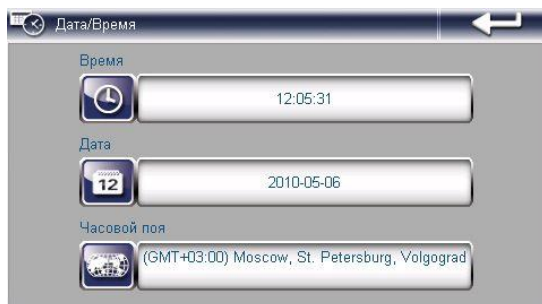 Дата/Время
Время
12:05:31
Дата
12
2010-05-06
Часовой поя
(GMT+03:00) Moscow, St. Petersburg, Volgograd